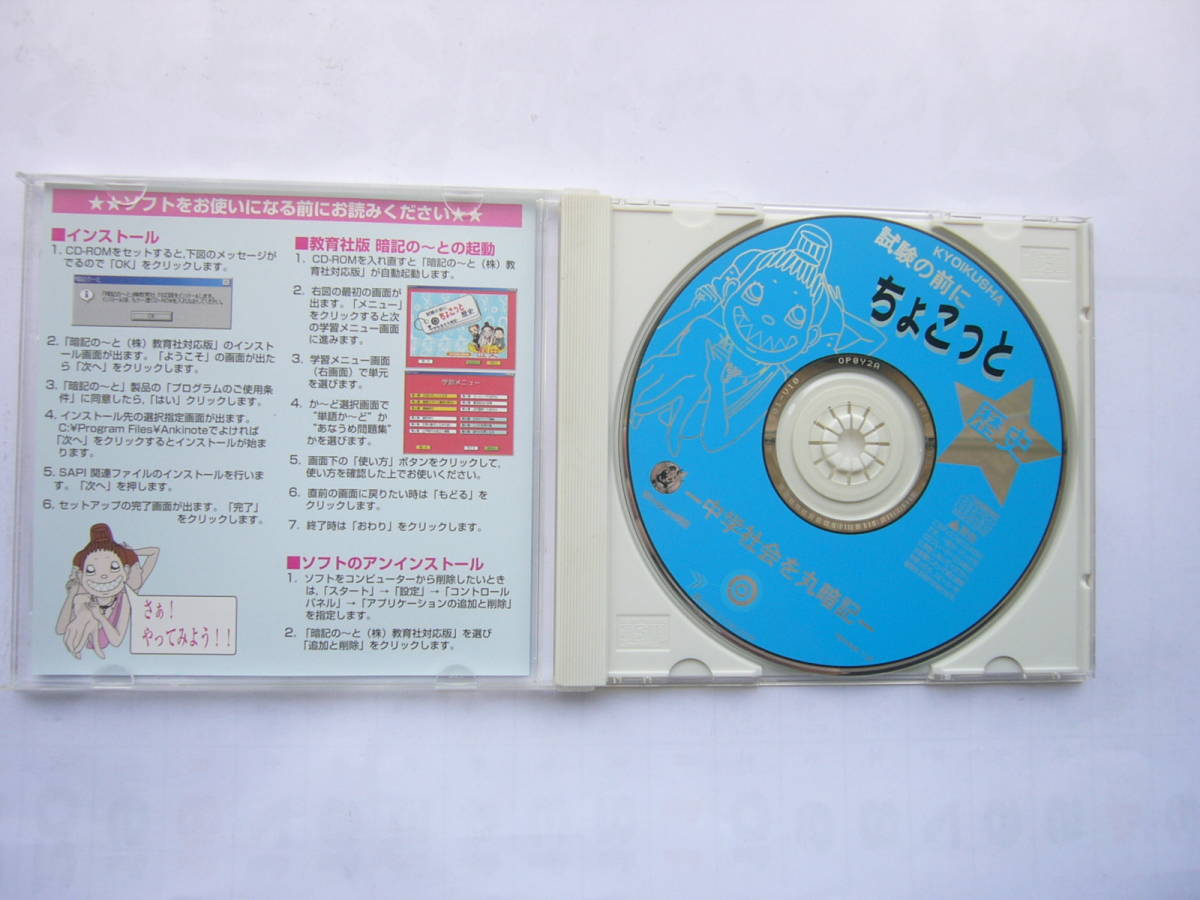 ★★ソフトをお使いになる前にお読みください★★
■インストール
1. CD-ROMをセットすると,下図のメッセージが
でるので「OK」をクリックします。
OK
2. 「暗記の〜と（株）教育社対応版」のインスト
ール画面が出ます。「ようこそ」の画面が出た
ら「次へ」をクリックします。
3. 「暗記の〜と」製品の「プログラムのご使用条
件」に同意したら,「はい」クリックします。
4. インストール先の選択指定画面が出ます。
C:¥Program Files¥Ankinoteでよければ
「次へ」をクリックするとインストールが始ま
ります。
5. SAPI 関連ファイルのインストールを行いま
す。「次へ」を押します。
6. セットアップの完了画面が出ます。「完了」
をクリックします。
さぁ！
やってみよう！！
■教育社版 暗記の〜との起動
1. CD-ROMを入れ直すと「暗記の〜と（株）教
育社対応版」が自動起動します。
2. 右図の最初の画面が
出ます。「メニュー」
をクリックすると次
の学習メニュー画面
に進みます。
3. 学習メニュー画面
（右画面）で単元
を選びます。
4. か〜ど選択画面で
“単語か〜ど”か
“あなうめ問題集”
かを選びます。
5. 画面下の「使い方」ボタンをクリックして,
使い方を確認した上でお使いください。
6. 直前の画面に戻りたい時は「もどる」を
クリックします。
7. 終了時は「おわり」をクリックします。
ちょこっと
歴史
学習メニュー
■ソフトのアンインストール
1. ソフトをコンピューターから削除したいとき
は,「スタート」→「設定」→「コントロール
パネル」→「アプリケーションの追加と削除」
を指定します。
2. 「暗記の〜と（株）教育社対応版」を選び
「追加と削除」をクリックします。
KYOIKUSHA
試験の前に
ちょこっと
歴史
ー中学社会を丸暗記ー
OP0Y2A